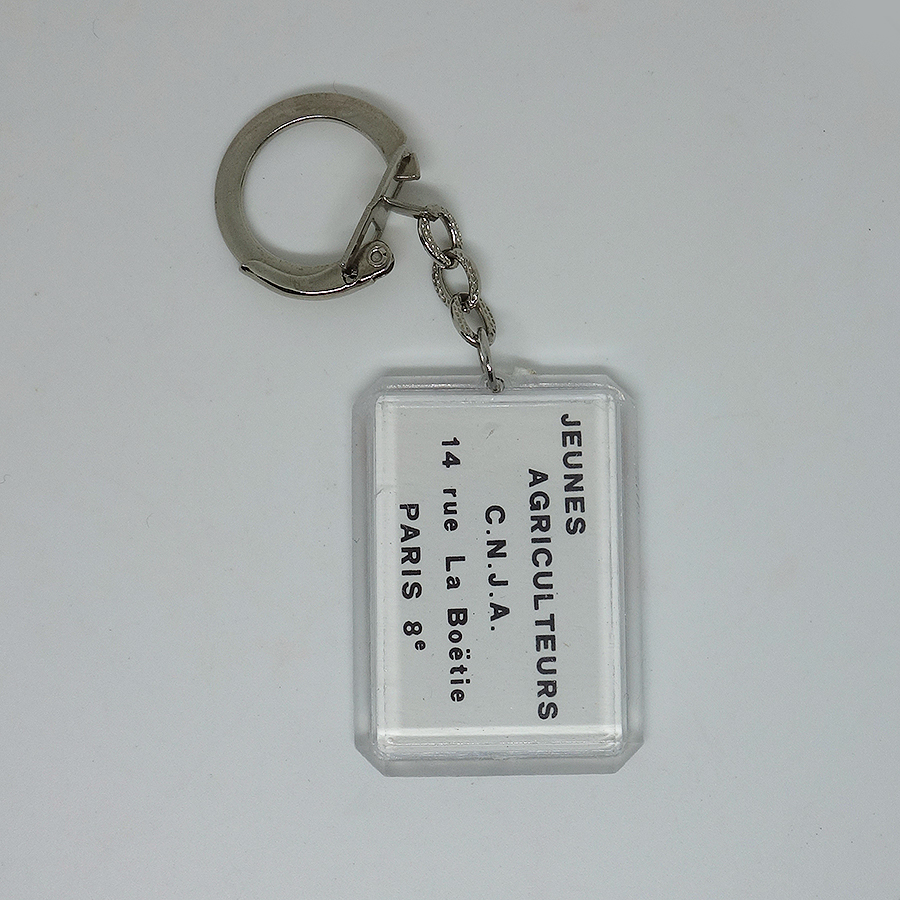 JEUNES
AGRICULTEURS
C.N.J.A.
14 rue La Boëtie
PARIS 8e